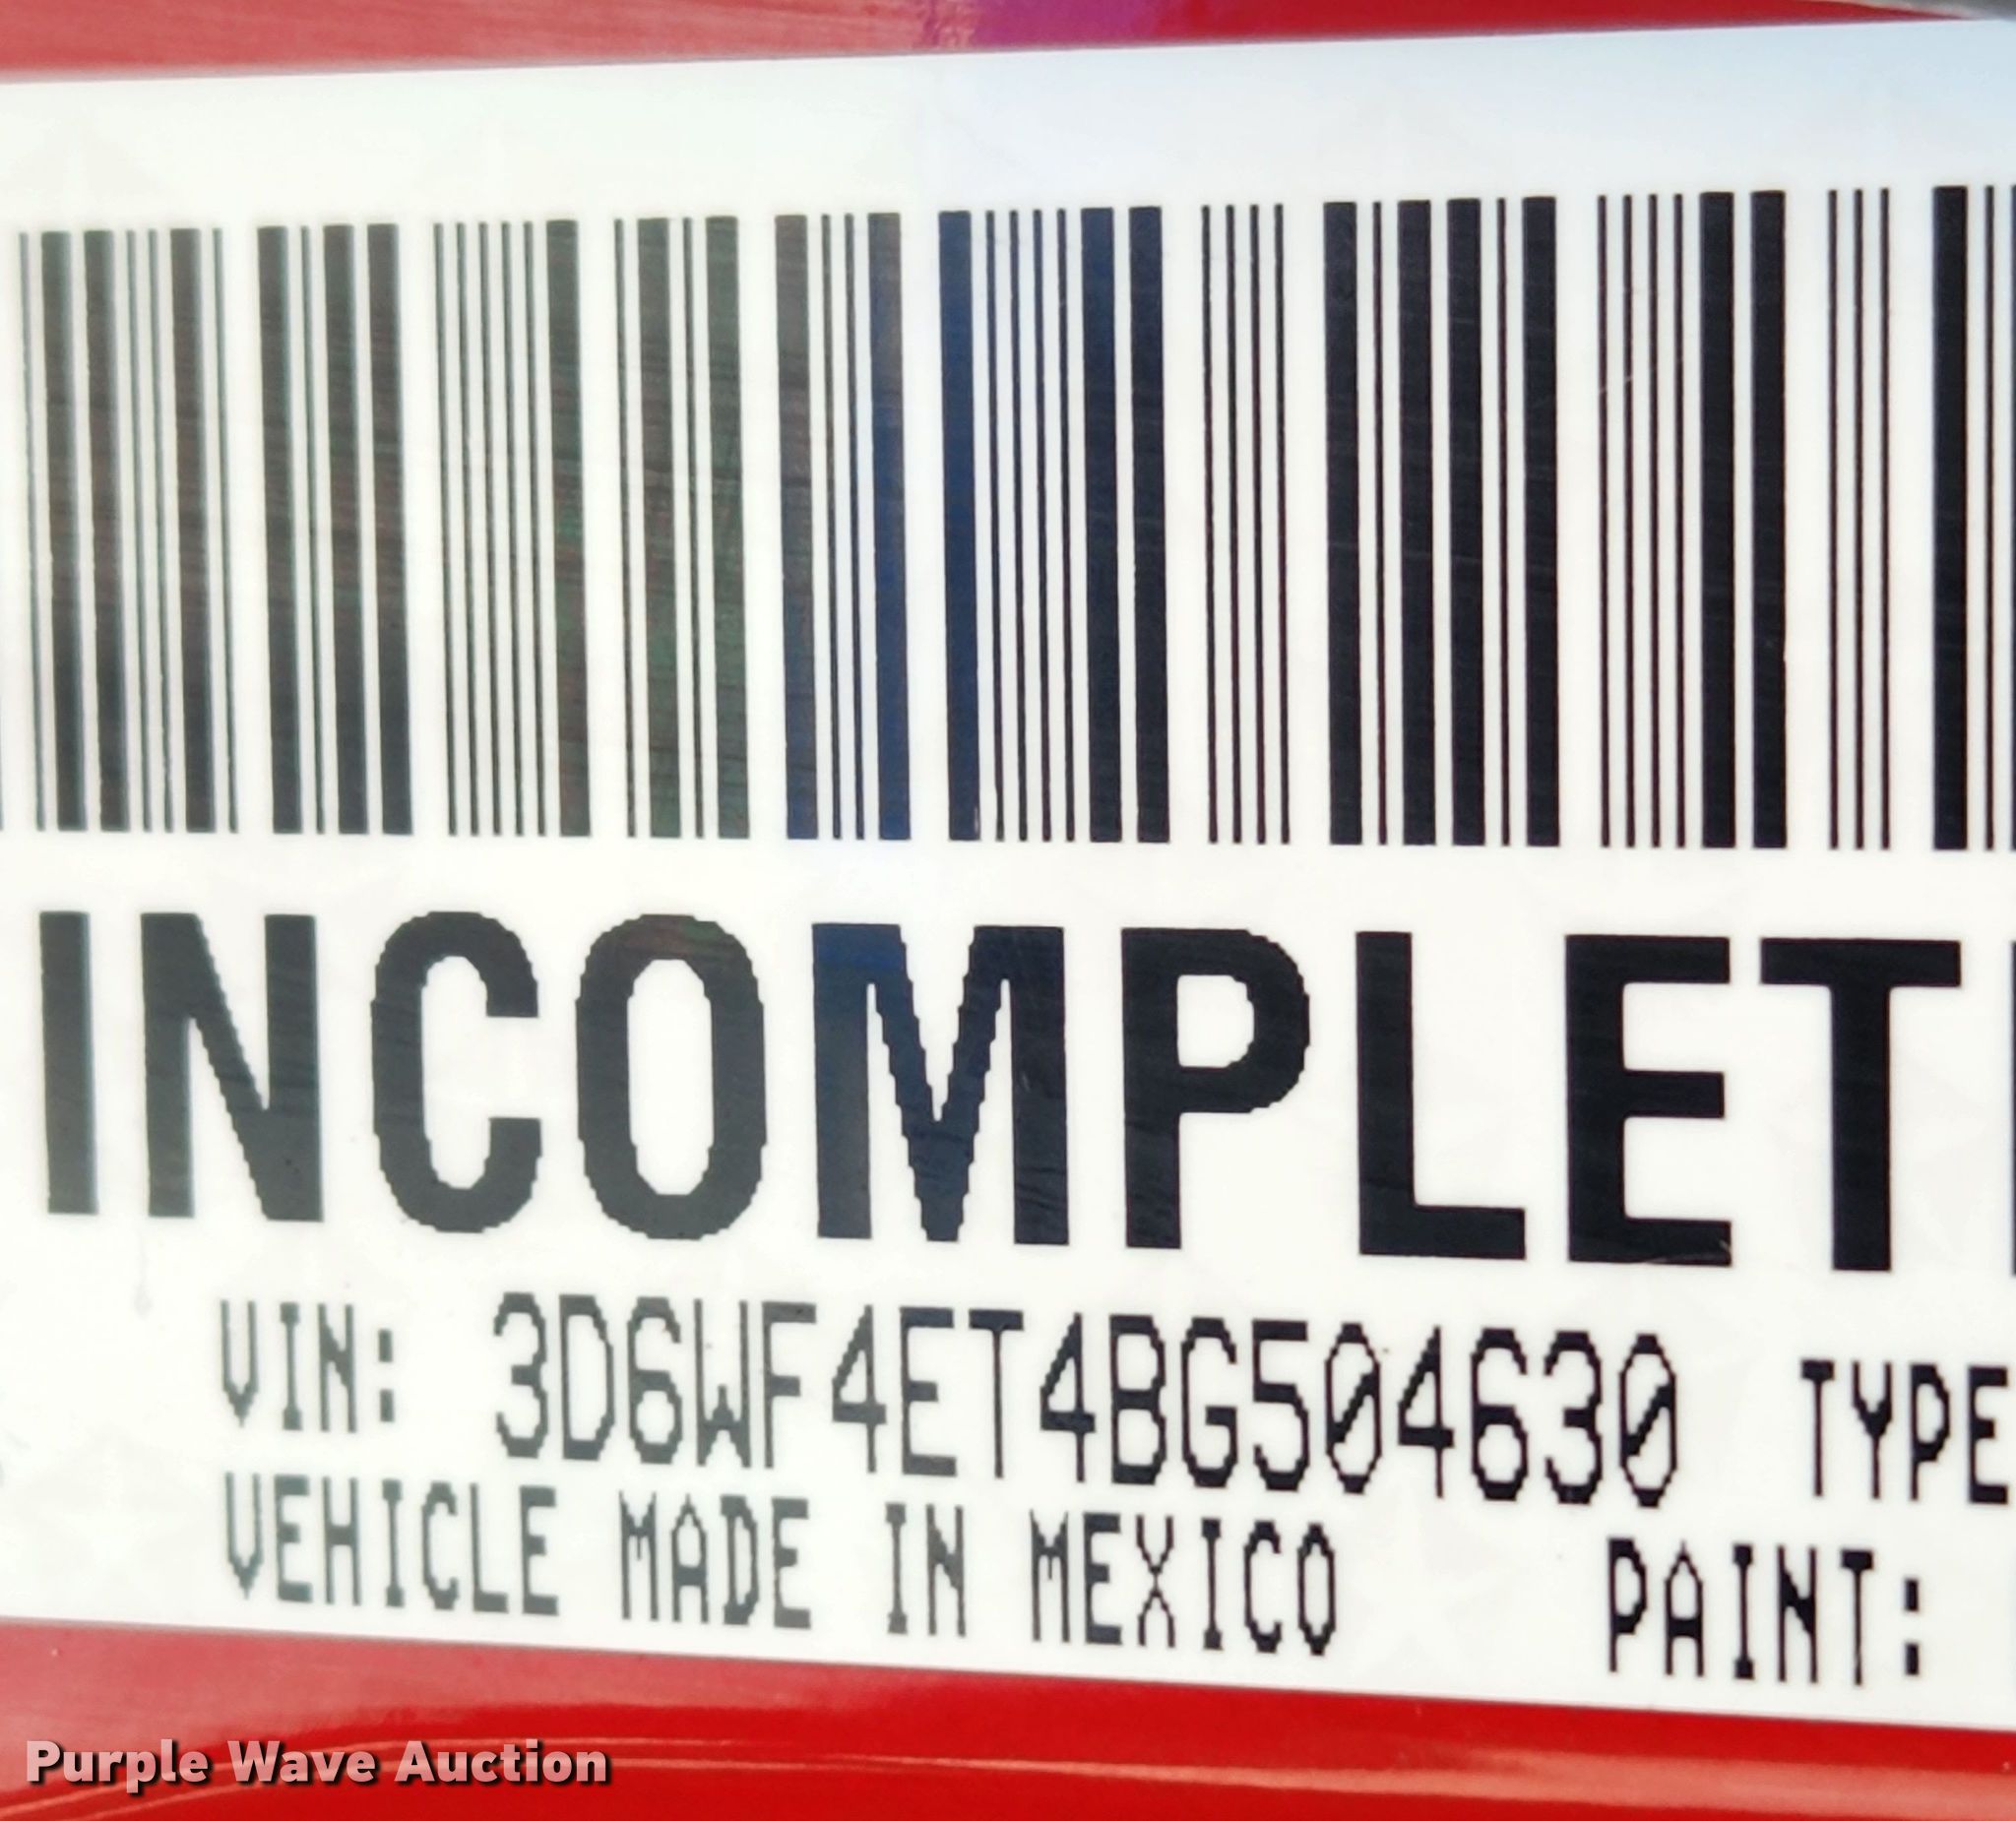 INCOMPLET
VIN: 3D6WF4ET4BG504630 TYPE
VEHICLE MADE IN MEXICO PAINT:
Purple Wave Auction